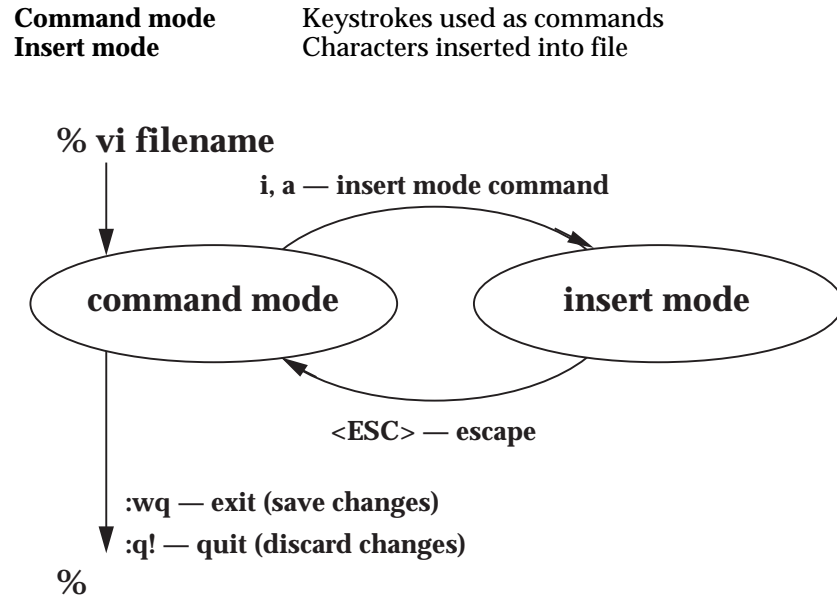 Command mode Keystrokes used as commands
Insert mode Characters inserted into file
% vi filename
i, a — insert mode command
command mode
insert mode
<ESC> — escape
:wq — exit (save changes)
:q! — quit (discard changes)
%